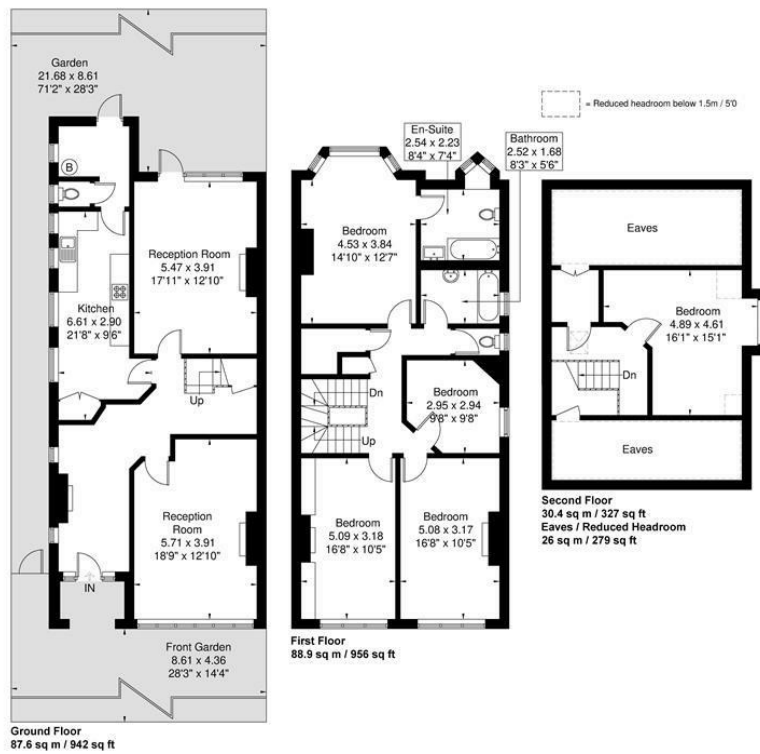 Garden
21.68 x 8.61
71'2" x 28'3"
B
Reception Room
5.47 x 3.91
17'11" x 12'10"
Kitchen
6.61 x 2.90
21'8" x 9'6"
Up
Reception
Room
5.71 x 3.91
18'9" x 12'10"
IN
Front Garden
8.61 x 4.36
28'3" x 14'4"
Ground Floor
87.6 sq m / 942 sq ft
En-Suite
2.54 x 2.23
8'4" x 7'4"
Bathroom
2.52 x 1.68
8'3" x 5'6"
Bedroom
4.53 x 3.84
14'10" x 12'7"
Dn
Up
Bedroom
2.95 x 2.94
9'8" x 9'8"
Bedroom
5.09 x 3.18
16'8" x 10'5"
Bedroom
5.08 x 3.17
16'8" x 10'5"
First Floor
88.9 sq m / 956 sq ft
= Reduced headroom below 1.5m / 5'0
Eaves
Bedroom
4.89 x 4.61
16'1" x 15'1"
Dn
Eaves
Second Floor
30.4 sq m / 327 sq ft
Eaves / Reduced Headroom
26 sq m / 279 sq ft